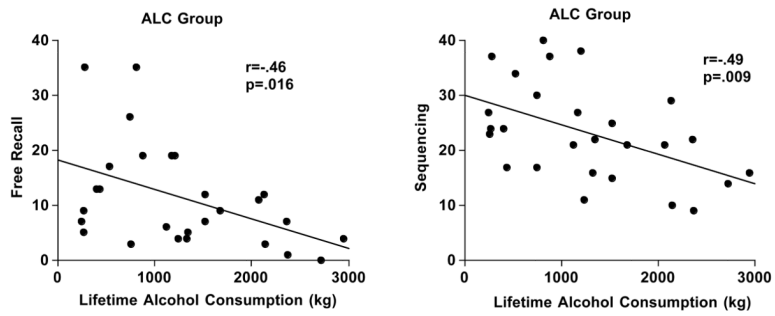 ALC Group
r=-.46
p=.016
40
30
20
10
0
Free Recall
0 1000 2000 3000
Lifetime Alcohol Consumption (kg)
ALC Group
r=-.49
p=.009
40
30
20
10
0
Sequencing
0 1000 2000 3000
Lifetime Alcohol Consumption (kg)